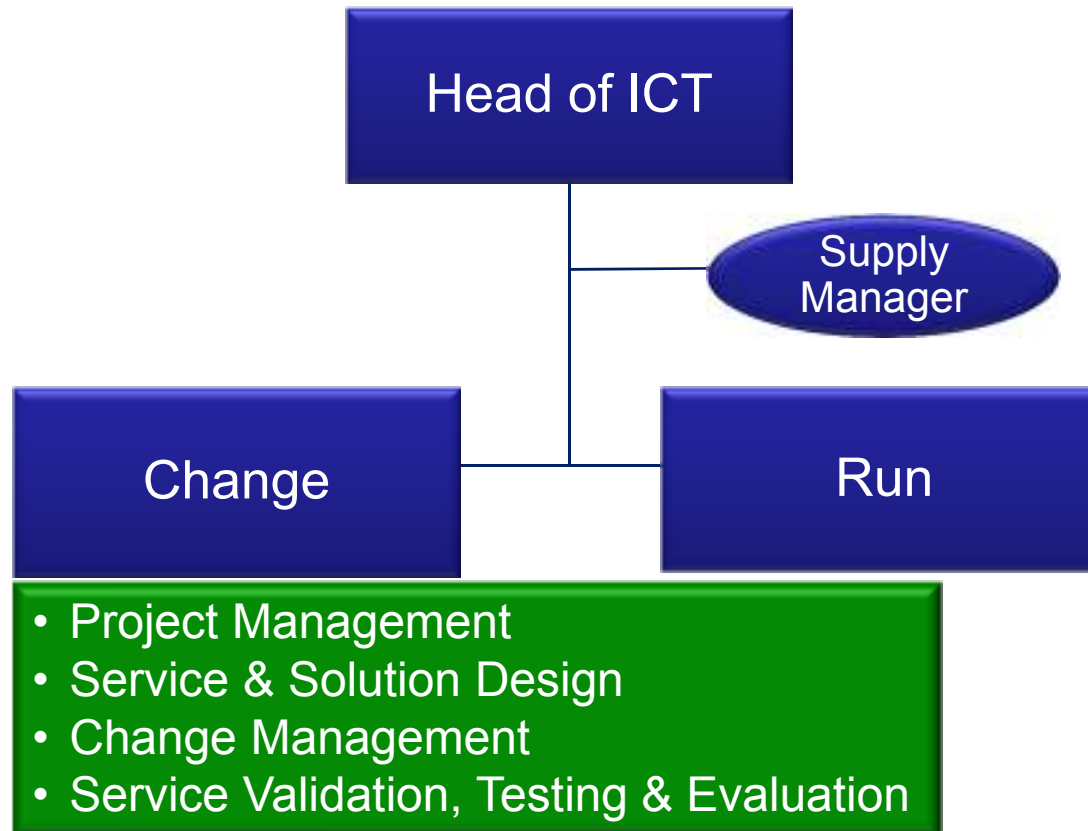 Head of ICT
Supply
Manager
Change
Run
• Project Management
• Service & Solution Design
• Change Management
• Service Validation, Testing & Evaluation